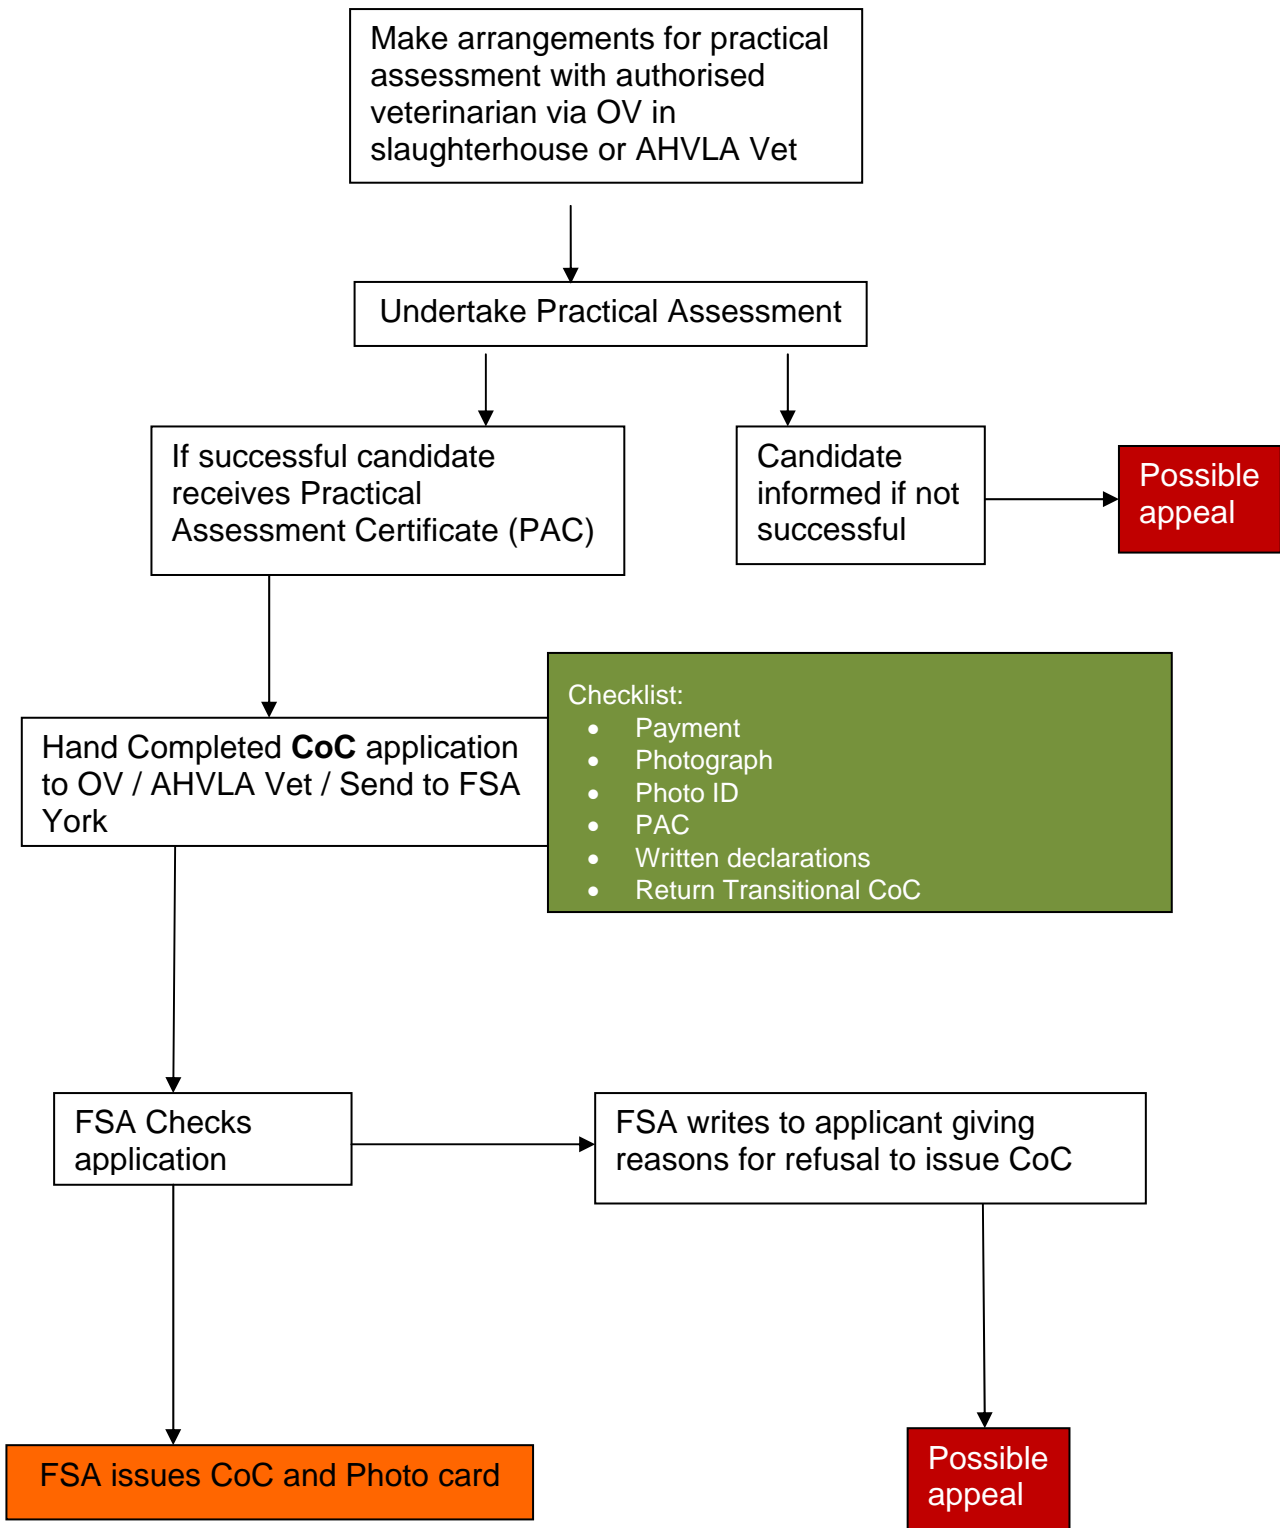 Make arrangements for practical
assessment with authorised
veterinarian via OV in
slaughterhouse or AHVLA Vet
Undertake Practical Assessment
If successful candidate
receives Practical
Assessment Certificate (PAC)
Candidate
informed if not
successful
Possible
appeal
Hand Completed CoC application
to OV / AHVLA Vet / Send to FSA
York
Checklist:
• Payment
• Photograph
• Photo ID
• PAC
• Written declarations
• Return Transitional CoC
FSA Checks
application
FSA writes to applicant giving
reasons for refusal to issue CoC
FSA issues CoC and Photo card
Possible
appeal